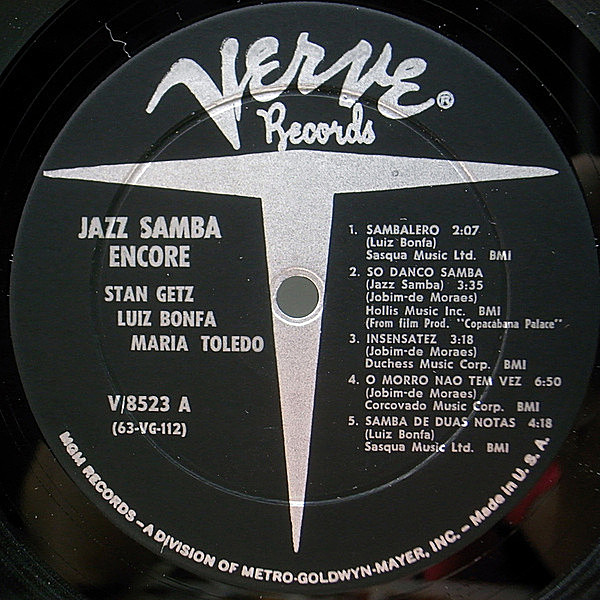 Verve®
Records
JAZZ SAMBA
ENCORE
STAN GETZ
LUIZ BONFA
MARIA TOLEDO
V/8523 A
(63-VG-112)
1. SAMBALERO 2:07
(Luiz Bonfa)
Sasqua Music Ltd. BMI
2. SO DANCO SAMBA
(Jazz Samba) 3:35
(Jobim-de Moraes)
Hollis Music Inc. BMI
(From film Prod. "Copacabana Palace"
3. INSENSATEZ 3:18
(Jobim-de Moraes)
Duchess Music Corp. BMI
4. O MORRO NAO TEM VEZ 6:50
(Jobim-de Moraes)
Corcovado Music Corp. BMI
5. SAMBA DE DUAS NOTAS 4:18
(Luiz Bonfa)
Sasqua Music Ltd. BMI
MGM RECORDS—A DIVISION OF METRO-GOLDWYN-MAYER, INC. – Made in U. S. A.